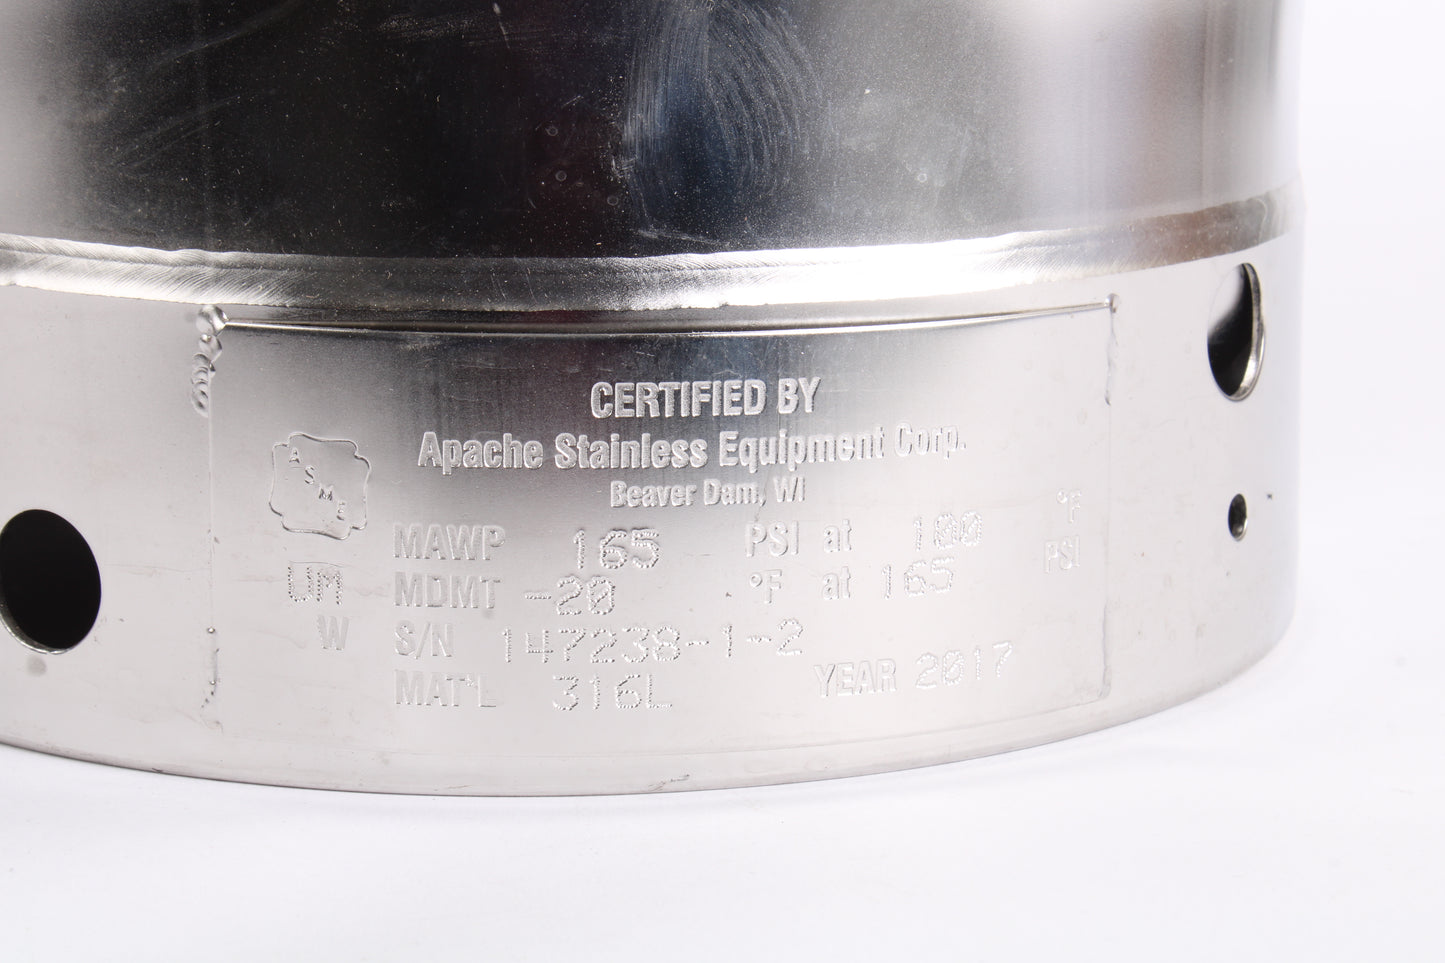 CERTIFIED BY
Apache Stainless Equipment Corp.
Beaver Dam, WI
ASME
UM
W
MAWP 165 PSI at 100 °F
MDMT -20 °F at 165 PSI
S/N 147238-1-2
MAT'L 316L YEAR 2017